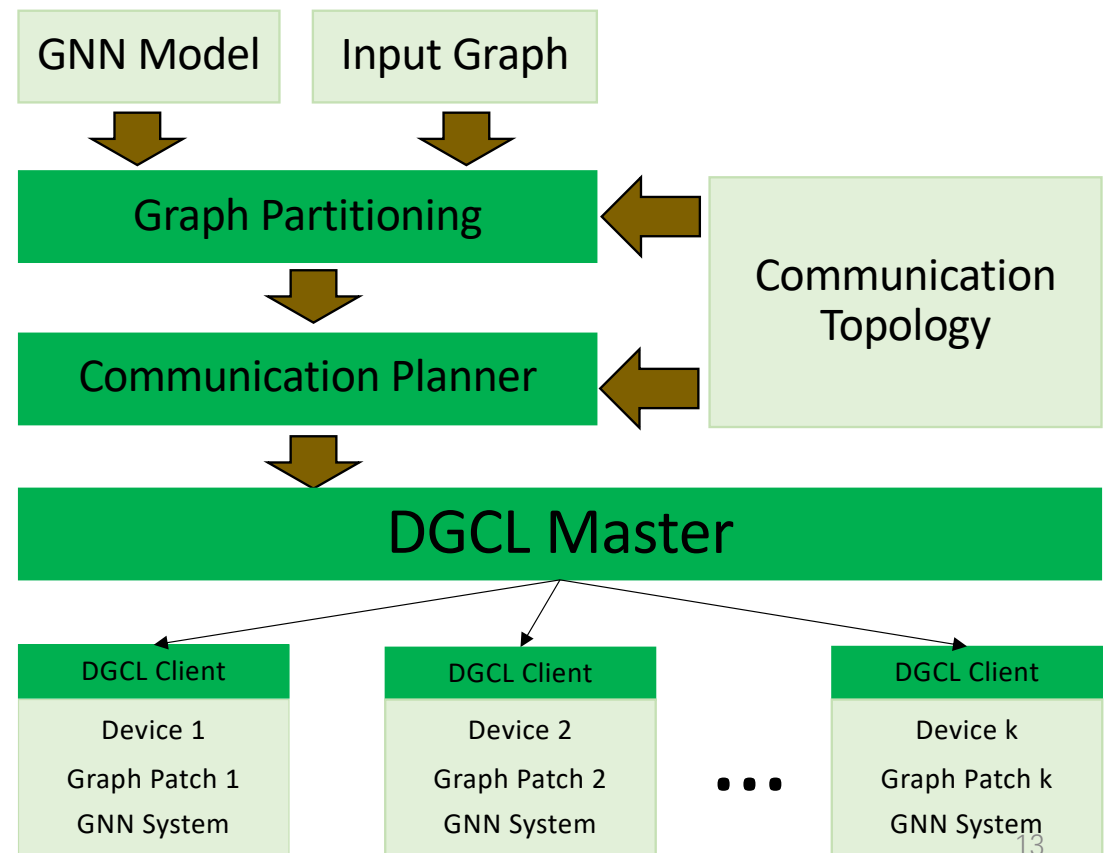 GNN Model
Input Graph
Graph Partitioning
Communication
Topology
Communication Planner
DGCL Master
DGCL Client
Device 1
Graph Patch 1
GNN System
DGCL Client
Device 2
Graph Patch 2
GNN System
...
DGCL Client
Device k
Graph Patch k
GNN System
13